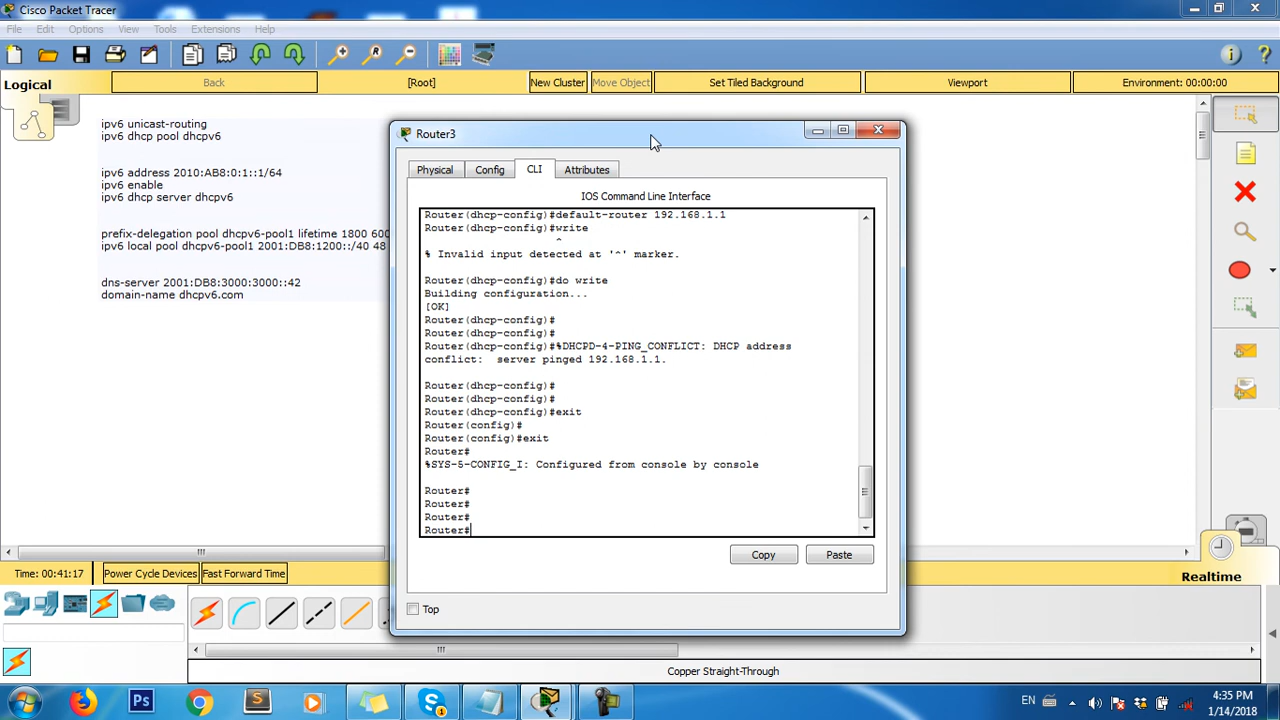 Cisco Packet Tracer
File Edit Options View Tools Extensions Help
Logical
Back
[Root]
New Cluster
Move Object
Set Tiled Background
Viewport
Environment: 00:00:00
ipv6 unicast-routing
ipv6 dhcp pool dhcpv6
ipv6 address 2010:AB8:0:1::1/64
ipv6 enable
ipv6 dhcp server dhcpv6
prefix-delegation pool dhcpv6-pool1 lifetime 1800 600
ipv6 local pool dhcpv6-pool1 2001:DB8:1200::/40 48
dns-server 2001:DB8:3000:3000::42
domain-name dhcpv6.com
Router3
Physical Config CLI Attributes
IOS Command Line Interface
Router(dhcp-config)#default-router 192.168.1.1
Router(dhcp-config)#write
^
% Invalid input detected at '^' marker.
Router(dhcp-config)#do write
Building configuration...
[OK]
Router(dhcp-config)#
Router(dhcp-config)#
Router(dhcp-config)#%DHCPD-4-PING_CONFLICT: DHCP address
conflict:  server pinged 192.168.1.1.
Router(dhcp-config)#
Router(dhcp-config)#
Router(dhcp-config)#exit
Router(config)#
Router(config)#exit
Router#
%SYS-5-CONFIG_I: Configured from console by console
Router#
Router#
Router#
Router#
Copy
Paste
Top
Time: 00:41:17
Power Cycle Devices
Fast Forward Time
Realtime
Copper Straight-Through
EN
4:35 PM
1/14/2018